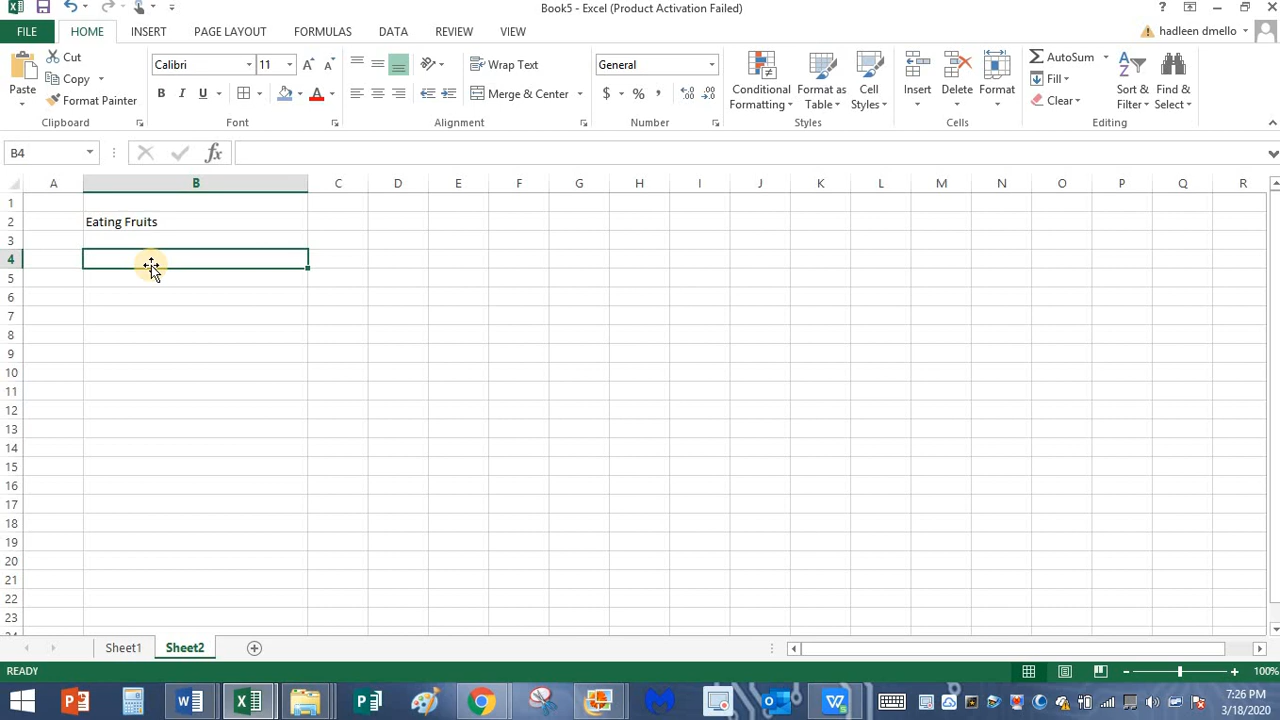 Book5 - Excel (Product Activation Failed)
FILE HOME INSERT PAGE LAYOUT FORMULAS DATA REVIEW VIEW hadleen dmello
Paste Cut Copy Format Painter
Clipboard
Calibri 11
B I U A
Font
Wrap Text
Merge & Center
Alignment
General
$ % ,
Number
Conditional Formatting Format as Table Cell Styles
Styles
Insert Delete Format
Cells
AutoSum Fill Clear Sort & Filter Find & Select
Editing
B4 fx
A B C D E F G H I J K L M N O P Q R
1
2 Eating Fruits
3
4
5
6
7
8
9
10
11
12
13
14
15
16
17
18
19
20
21
22
23
Sheet1 Sheet2
READY 100%
7:26 PM
3/18/2020